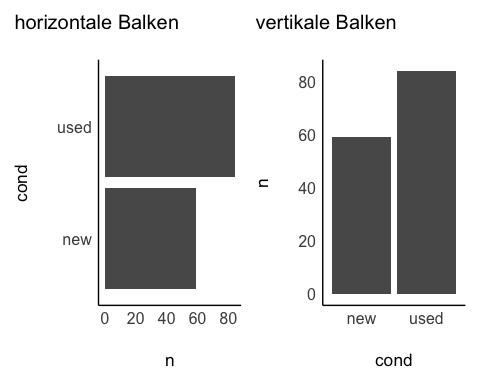 horizontale Balken
used
cond
new
0 20 40 60 80
n
vertikale Balken
80
60
n
40
20
0
new used
cond